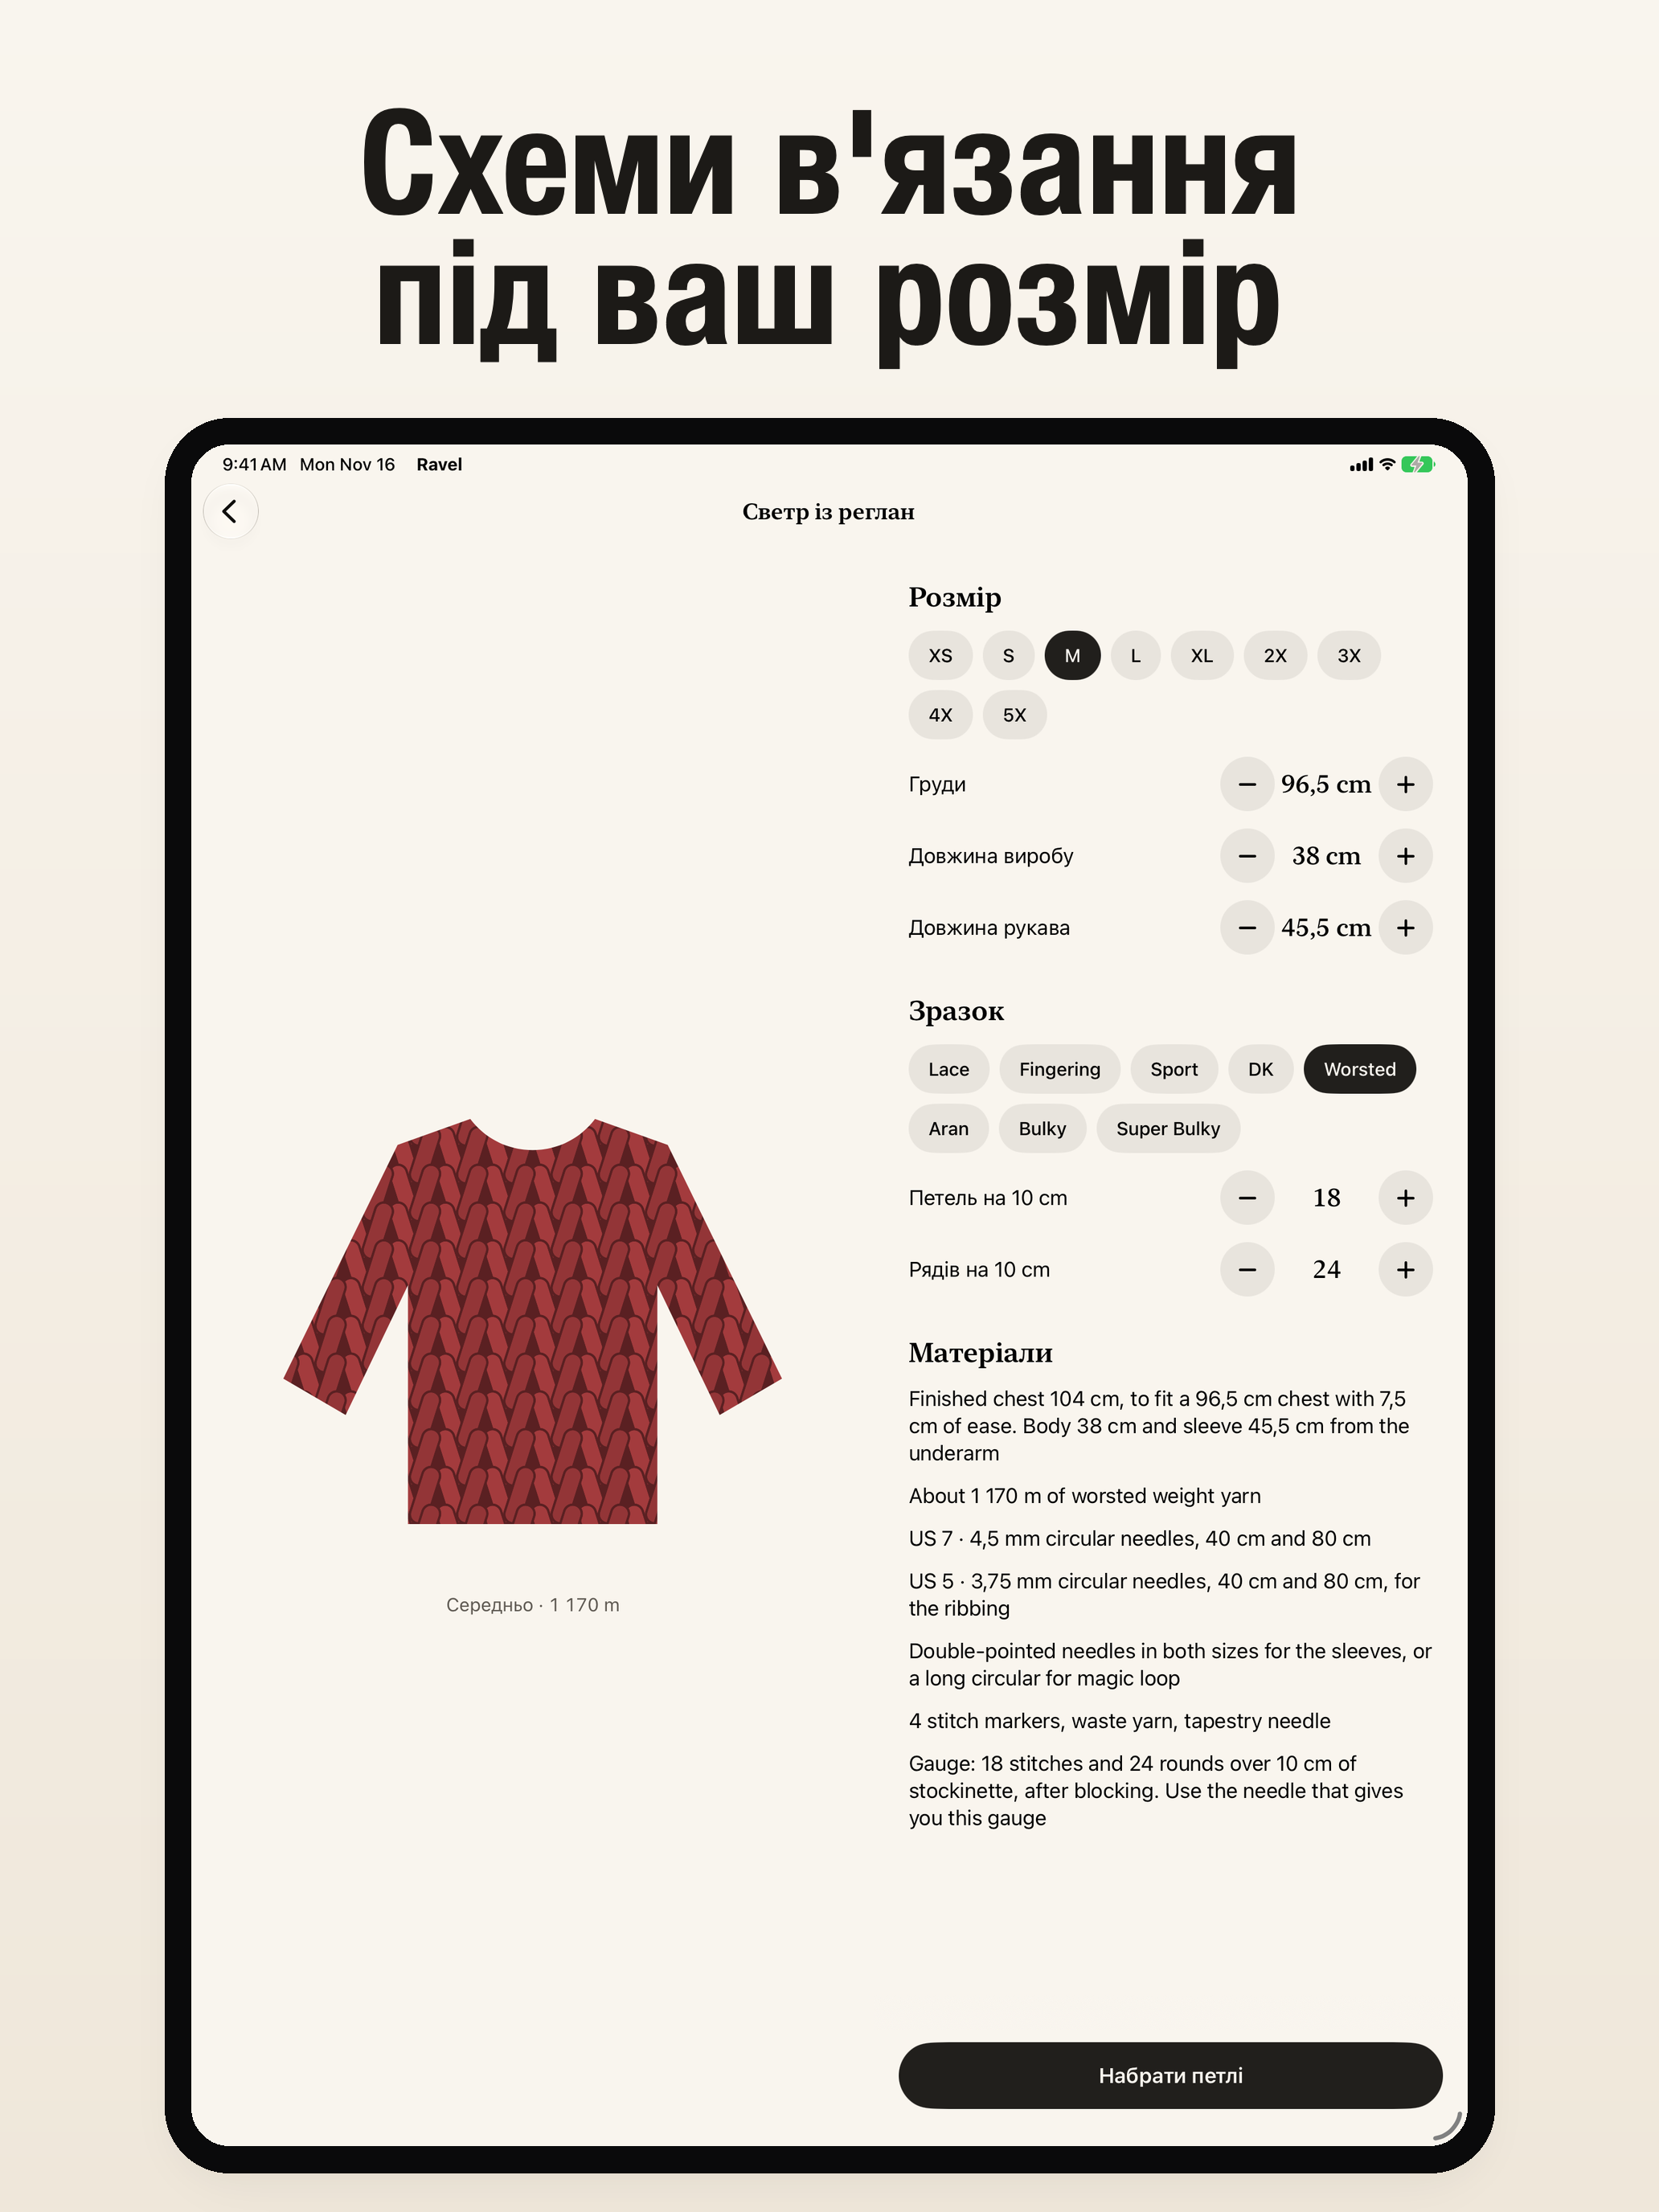 Схеми в'язання
під ваш розмір
9:41 AM Mon Nov 16 Ravel
Светр із реглан
Розмір
XS S M L XL 2X 3X
4X 5X
Груди − 96,5 cm +
Довжина виробу − 38 cm +
Довжина рукава − 45,5 cm +
Зразок
Lace Fingering Sport DK Worsted
Aran Bulky Super Bulky
Петель на 10 cm − 18 +
Рядів на 10 cm − 24 +
Матеріали
Finished chest 104 cm, to fit a 96,5 cm chest with 7,5
cm of ease. Body 38 cm and sleeve 45,5 cm from the
underarm
About 1 170 m of worsted weight yarn
US 7 · 4,5 mm circular needles, 40 cm and 80 cm
US 5 · 3,75 mm circular needles, 40 cm and 80 cm, for
the ribbing
Double-pointed needles in both sizes for the sleeves, or
a long circular for magic loop
4 stitch markers, waste yarn, tapestry needle
Gauge: 18 stitches and 24 rounds over 10 cm of
stockinette, after blocking. Use the needle that gives
you this gauge
Середньо · 1 170 m
Набрати петлі